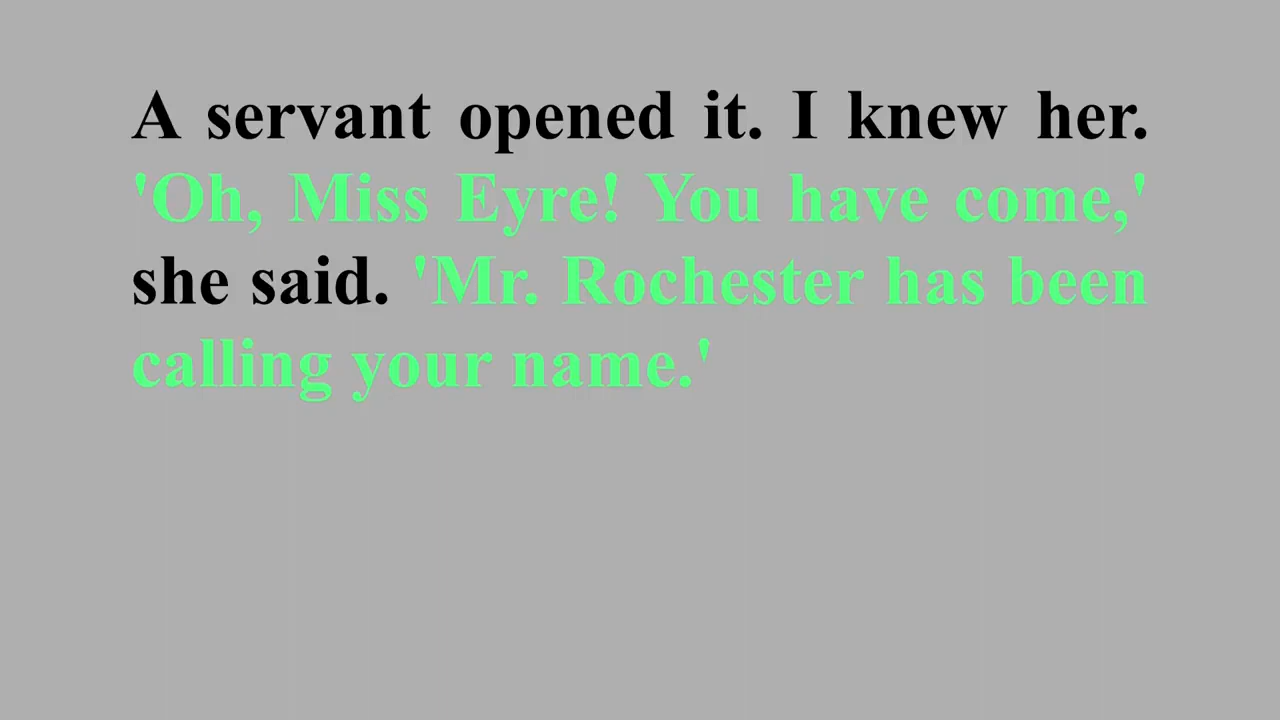 A servant opened it. I knew her.
'Oh, Miss Eyre! You have come,'
she said. 'Mr. Rochester has been
calling your name.'